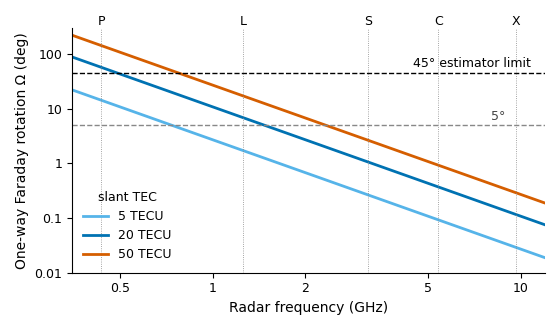 P L S C X
One-way Faraday rotation Ω (deg)
100
10
1
0.1
0.01
45° estimator limit
5°
slant TEC
5 TECU
20 TECU
50 TECU
0.5 1 2 5 10
Radar frequency (GHz)